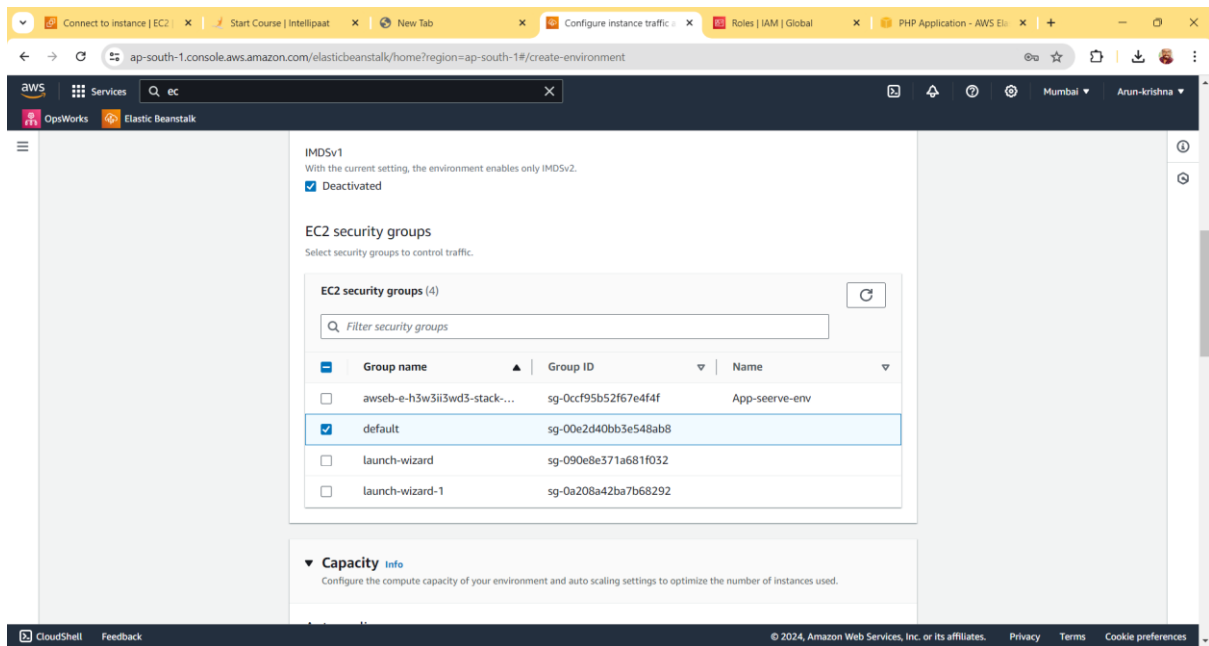 Connect to instance | EC2 |
Start Course | Intellipaat
New Tab
Configure instance traffic a
Roles | IAM | Global
PHP Application - AWS Ela
ap-south-1.console.aws.amazon.com/elasticbeanstalk/home?region=ap-south-1#/create-environment
aws
Services
ec
Mumbai
Arun-krishna
OpsWorks
Elastic Beanstalk
IMDSv1
With the current setting, the environment enables only IMDSv2.
Deactivated
EC2 security groups
Select security groups to control traffic.
EC2 security groups (4)
Filter security groups
Group name Group ID Name
awseb-e-h3w3ii3wd3-stack-... sg-0ccf95b52f67e4f4f App-seerve-env
default sg-00e2d40bb3e548ab8
launch-wizard sg-090e8e371a681f032
launch-wizard-1 sg-0a208a42ba7b68292
Capacity Info
Configure the compute capacity of your environment and auto scaling settings to optimize the number of instances used.
CloudShell Feedback © 2024, Amazon Web Services, Inc. or its affiliates. Privacy Terms Cookie preferences